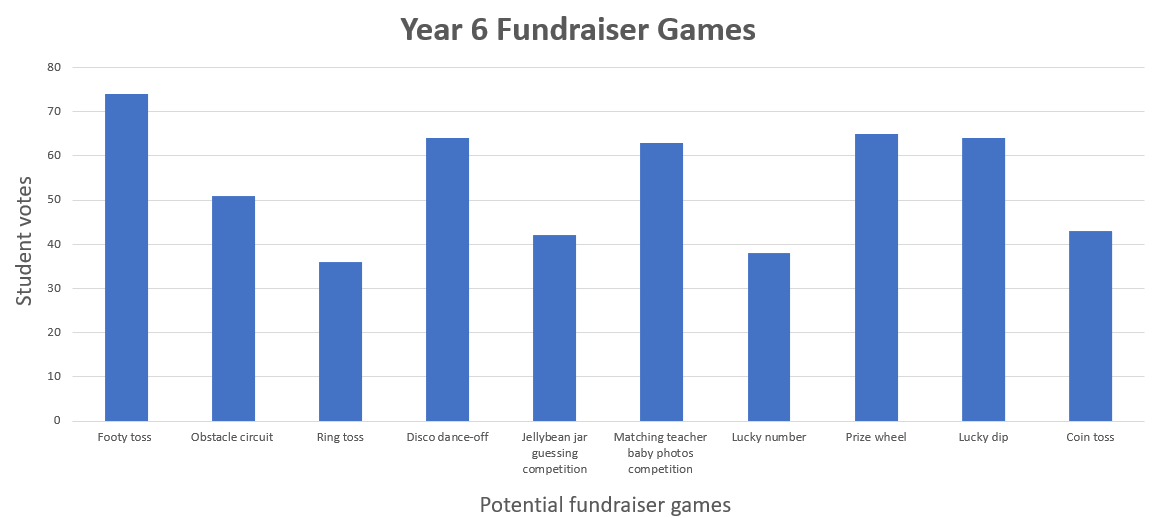 Year 6 Fundraiser Games
80
70
60
50
40
30
20
10
0
Student votes
Footy toss
Obstacle circuit
Ring toss
Disco dance-off
Jellybean jar
guessing
competition
Matching teacher
baby photos
competition
Lucky number
Prize wheel
Lucky dip
Coin toss
Potential fundraiser games